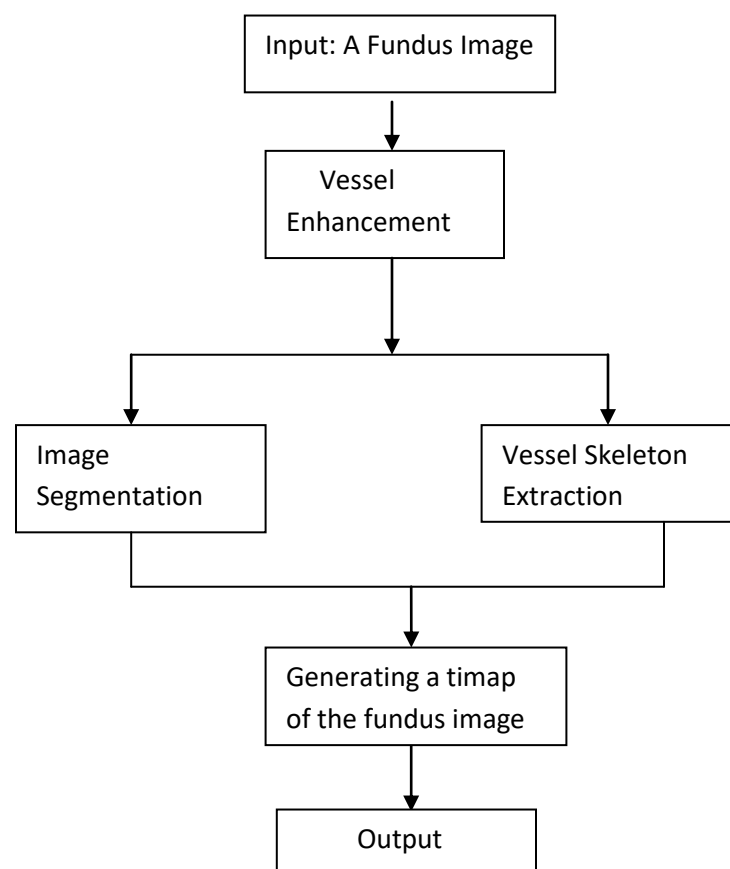 Input: A Fundus Image
Vessel
Enhancement
Image
Segmentation
Vessel Skeleton
Extraction
Generating a timap
of the fundus image
Output